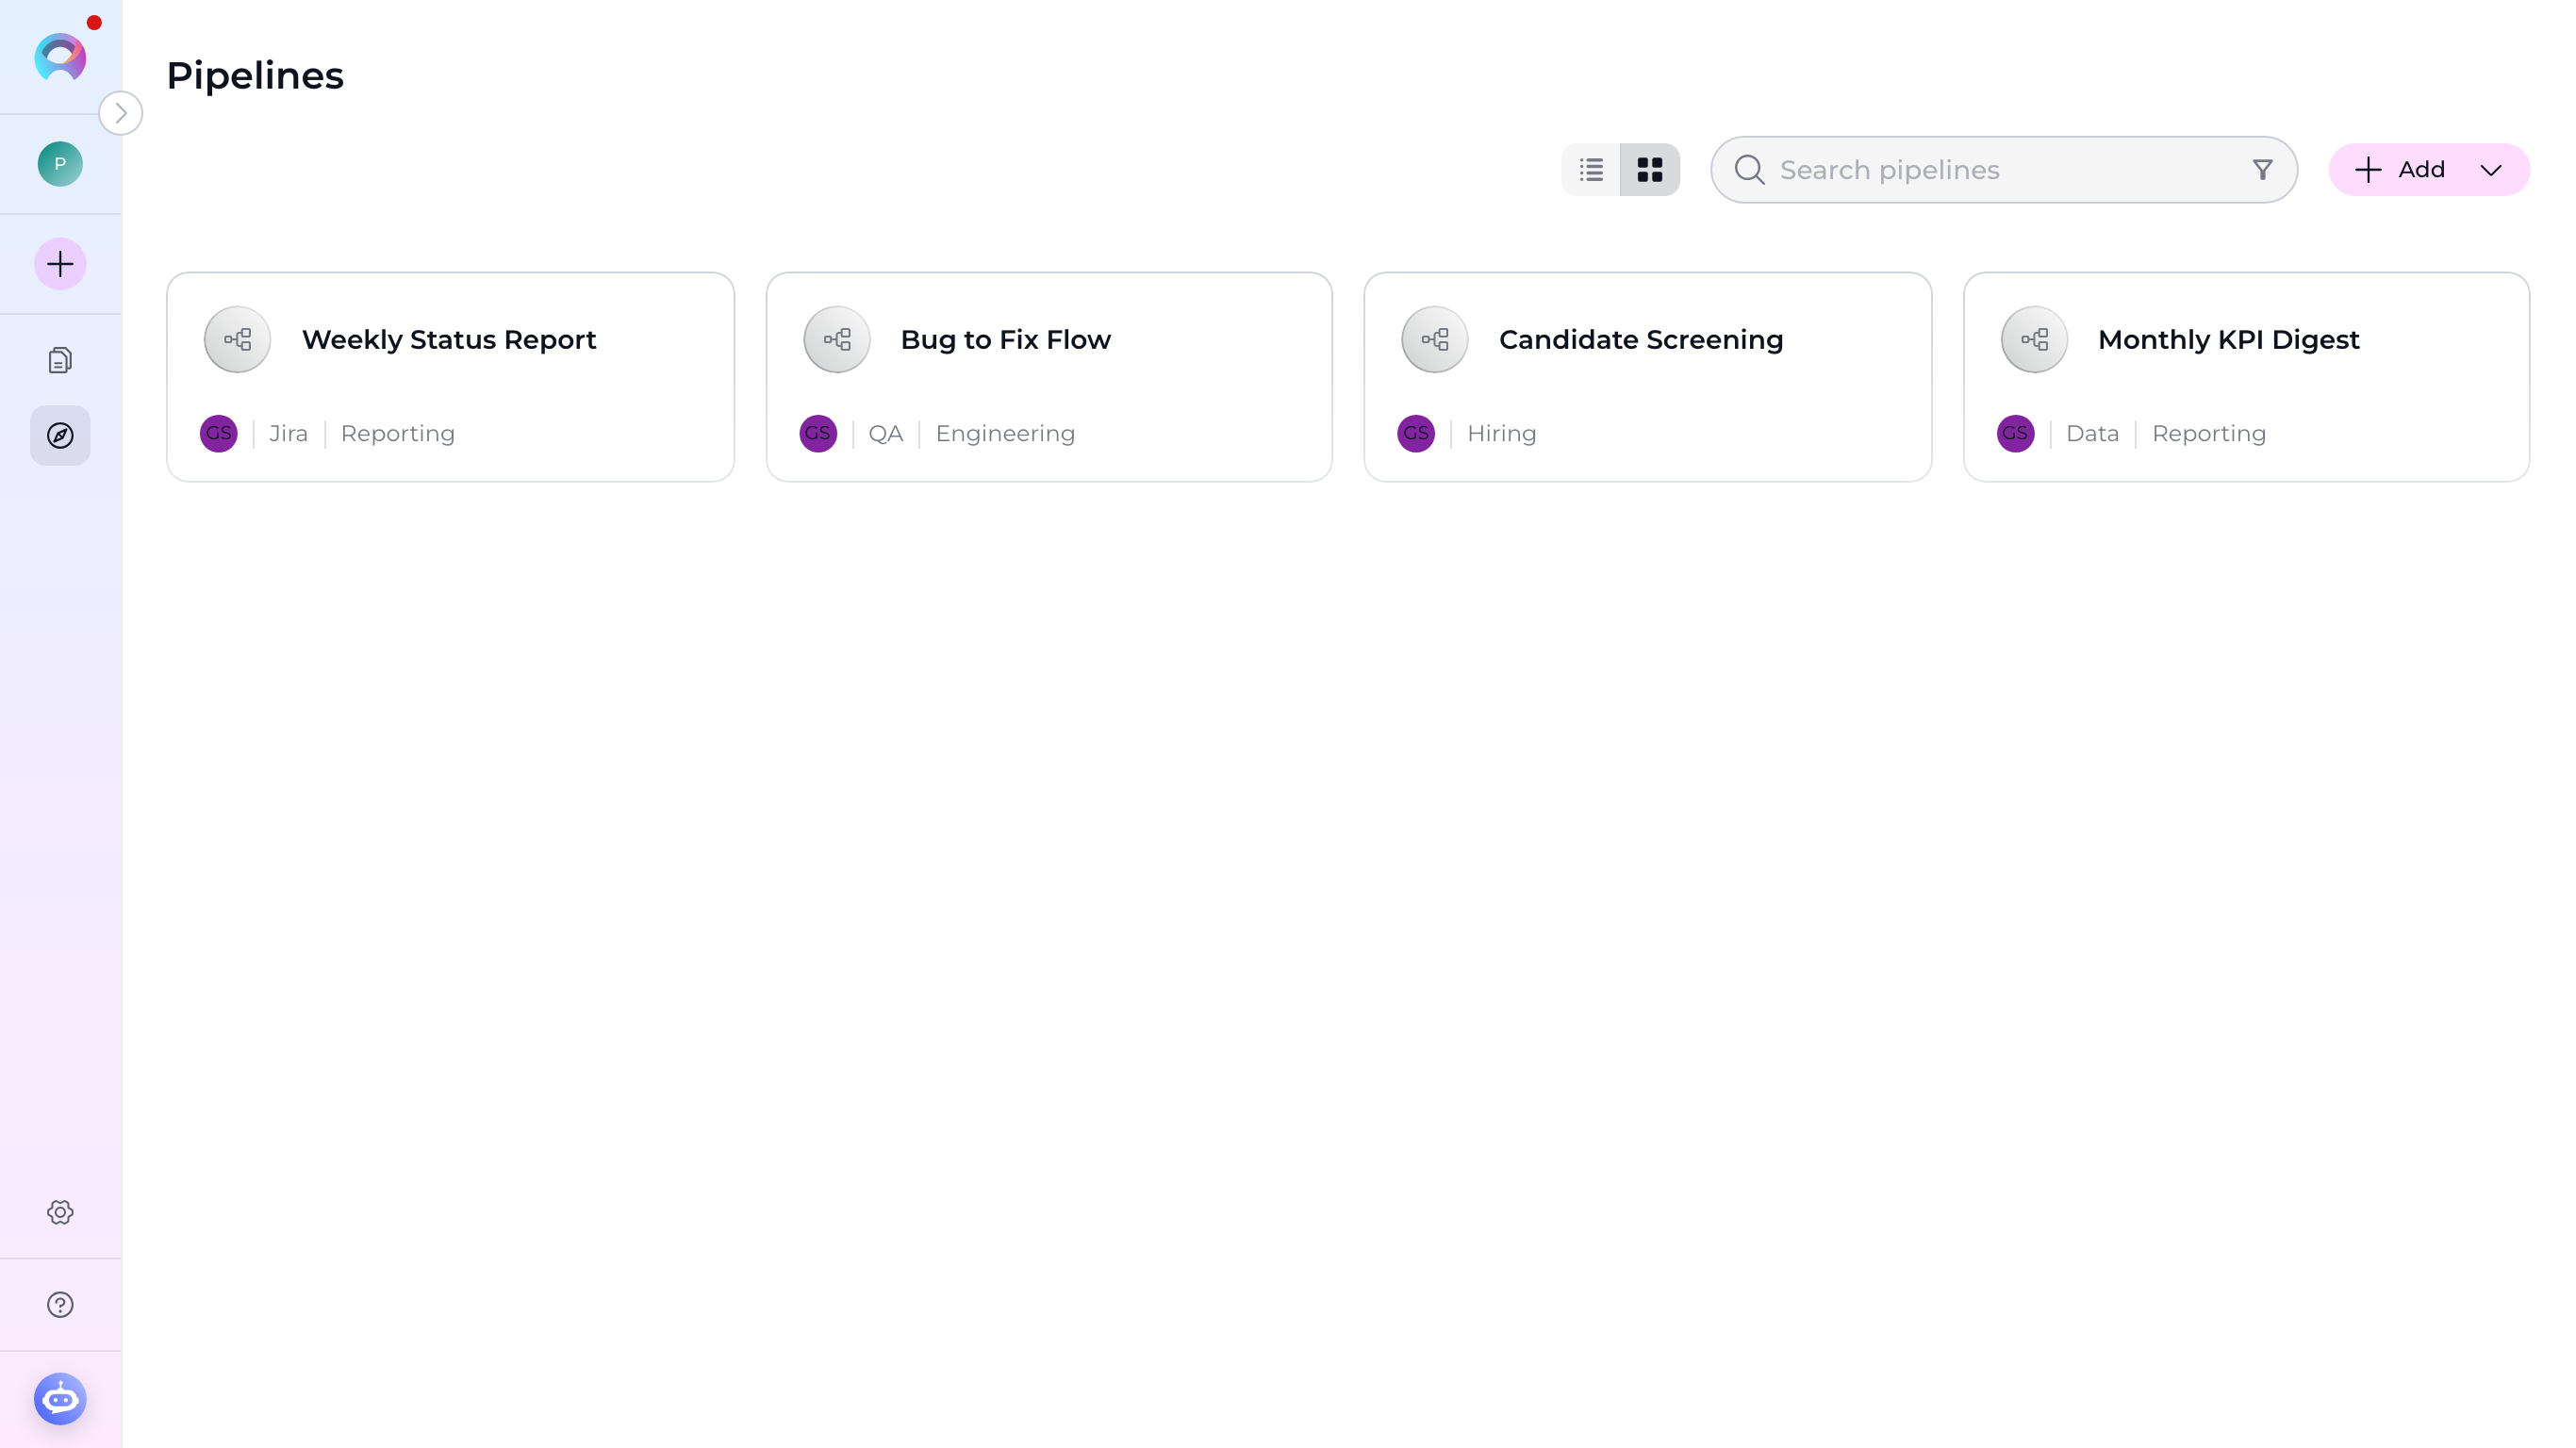 Pipelines
P
Search pipelines
Add
Weekly Status Report
GS Jira Reporting
Bug to Fix Flow
GS QA Engineering
Candidate Screening
GS Hiring
Monthly KPI Digest
GS Data Reporting